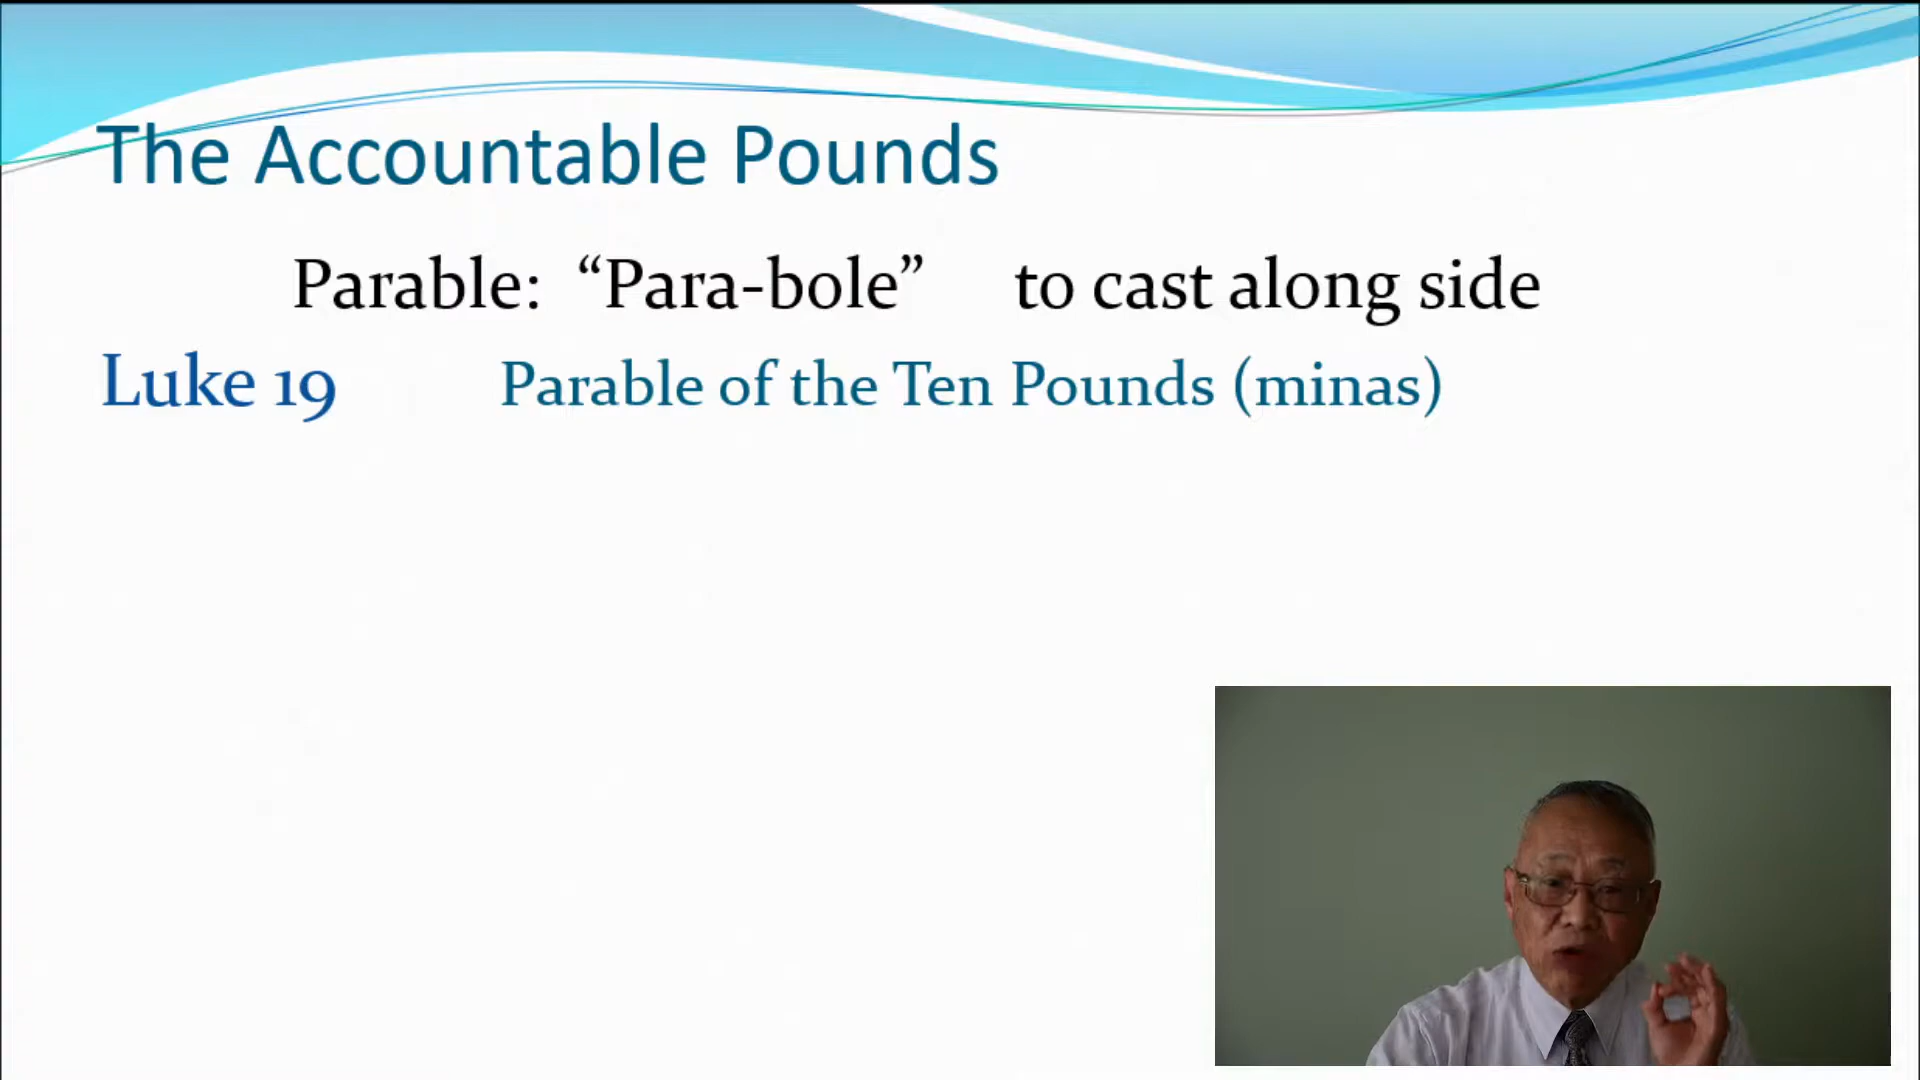 The Accountable Pounds
Parable: “Para-bole” to cast along side
Luke 19 Parable of the Ten Pounds (minas)